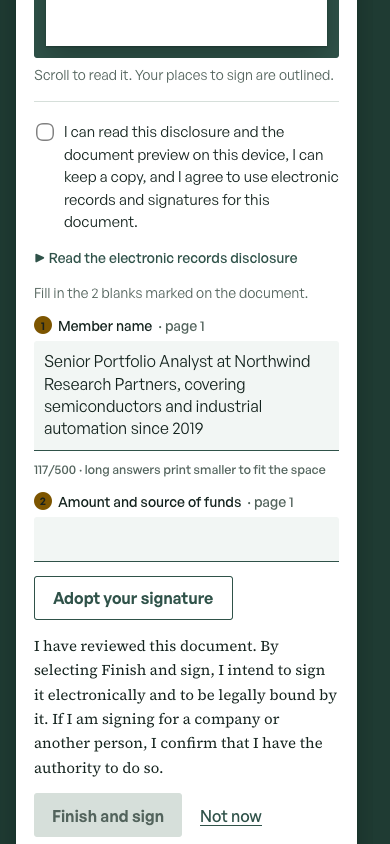 Scroll to read it. Your places to sign are outlined.
I can read this disclosure and the
document preview on this device, I can
keep a copy, and I agree to use electronic
records and signatures for this
document.
▶ Read the electronic records disclosure
Fill in the 2 blanks marked on the document.
1 Member name · page 1
Senior Portfolio Analyst at Northwind
Research Partners, covering
semiconductors and industrial
automation since 2019
117/500 · long answers print smaller to fit the space
2 Amount and source of funds · page 1
Adopt your signature
I have reviewed this document. By
selecting Finish and sign, I intend to sign
it electronically and to be legally bound by
it. If I am signing for a company or
another person, I confirm that I have the
authority to do so.
Finish and sign Not now